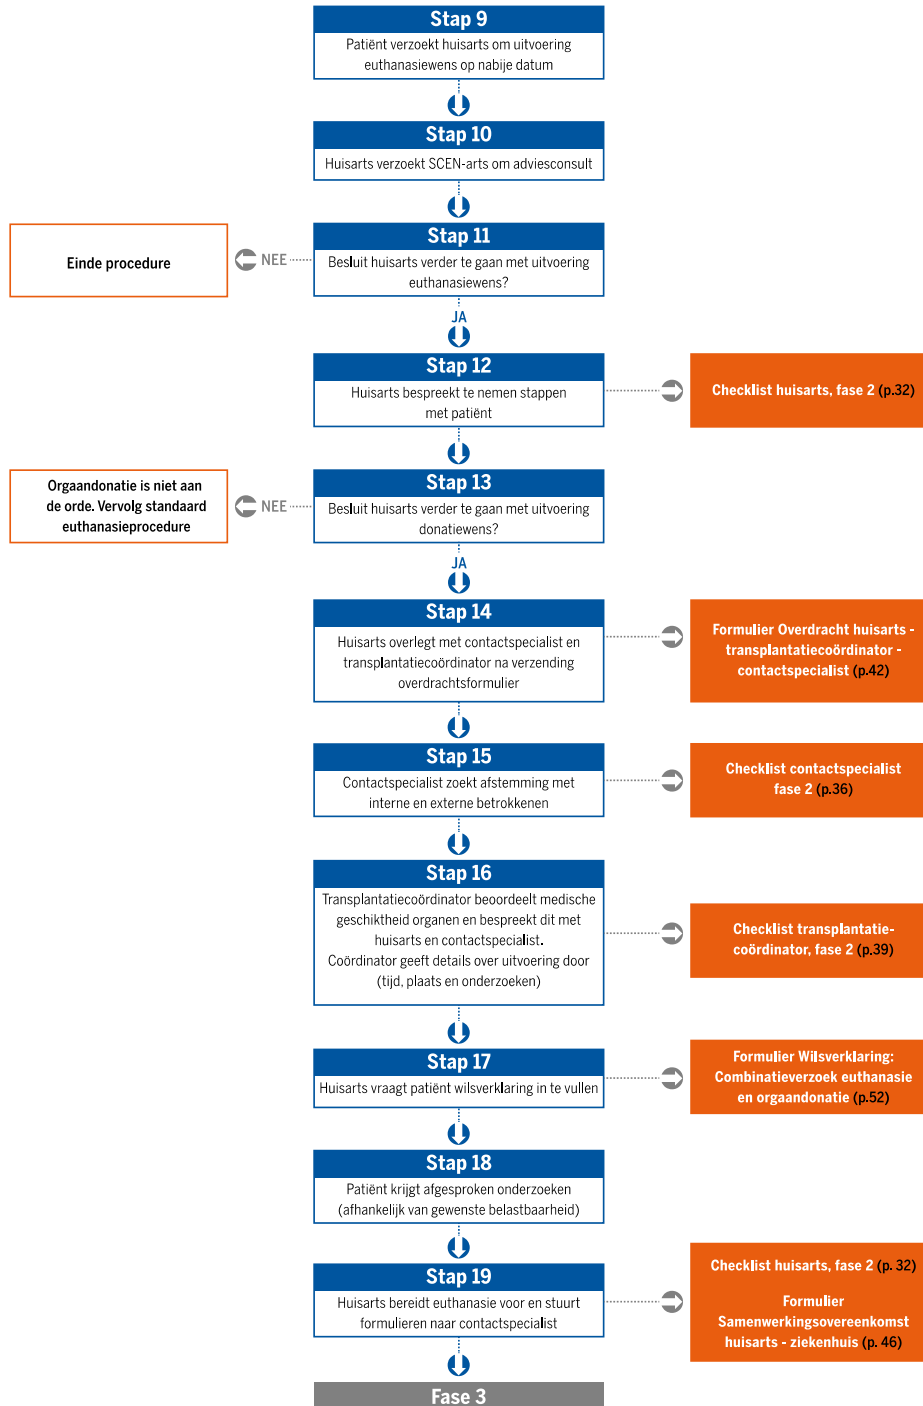 Stap 9
Patiënt verzoekt huisarts om uitvoering
euthanasiewens op nabije datum
Stap 10
Huisarts verzoekt SCEN-arts om adviesconsult
Stap 11
Besluit huisarts verder te gaan met uitvoering
euthanasiewens?
NEE
Einde procedure
JA
Stap 12
Huisarts bespreekt te nemen stappen
met patiënt
Checklist huisarts, fase 2 (p.32)
Stap 13
Besluit huisarts verder te gaan met uitvoering
donatiewens?
NEE
Orgaandonatie is niet aan
de orde. Vervolg standaard
euthanasieprocedure
JA
Stap 14
Huisarts overlegt met contactspecialist en
transplantatiecoördinator na verzending
overdrachtsformulier
Formulier Overdracht huisarts -
transplantatiecoördinator -
contactspecialist (p.42)
Stap 15
Contactspecialist zoekt afstemming met
interne en externe betrokkenen
Checklist contactspecialist
fase 2 (p.36)
Stap 16
Transplantatiecoördinator beoordeelt medische
geschiktheid organen en bespreekt dit met
huisarts en contactspecialist.
Coördinator geeft details over uitvoering door
(tijd, plaats en onderzoeken)
Checklist transplantatie-
coördinator, fase 2 (p.39)
Stap 17
Huisarts vraagt patiënt wilsverklaring in te vullen
Formulier Wilsverklaring:
Combinatieverzoek euthanasie
en orgaandonatie (p.52)
Stap 18
Patiënt krijgt afgesproken onderzoeken
(afhankelijk van gewenste belastbaarheid)
Stap 19
Huisarts bereidt euthanasie voor en stuurt
formulieren naar contactspecialist
Checklist huisarts, fase 2 (p. 32)
Formulier
Samenwerkingsovereenkomst
huisarts - ziekenhuis (p. 46)
Fase 3